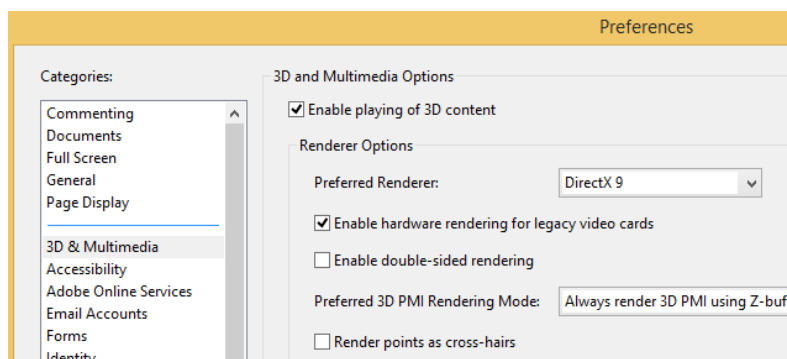 Preferences
Categories:
Commenting
Documents
Full Screen
General
Page Display
3D & Multimedia
Accessibility
Adobe Online Services
Email Accounts
Forms
Identity
3D and Multimedia Options
Enable playing of 3D content
Renderer Options
Preferred Renderer: DirectX 9
Enable hardware rendering for legacy video cards
Enable double-sided rendering
Preferred 3D PMI Rendering Mode: Always render 3D PMI using Z-buf
Render points as cross-hairs